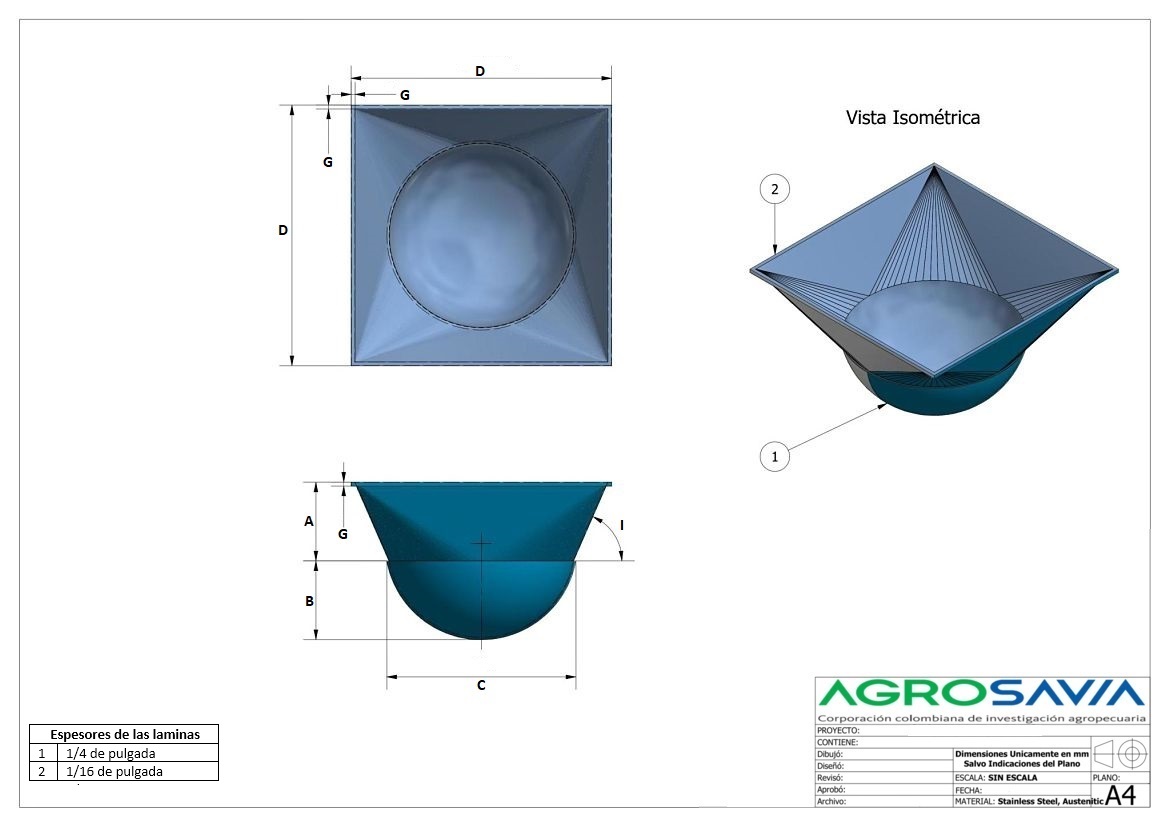 D
G
G
D
Vista Isométrica
2
1
A
G
I
B
C
Espesores de las laminas
1 1/4 de pulgada
2 1/16 de pulgada
AGROSAVIA
Corporación colombiana de investigación agropecuaria
PROYECTO:
CONTIENE:
Dibujó:
Diseñó:
Dimensiones Unicamente en mm
Salvo Indicaciones del Plano
Revisó: ESCALA: SIN ESCALA PLANO:
Aprobó: FECHA:
Archivo: MATERIAL: Stainless Steel, Austenitic A4